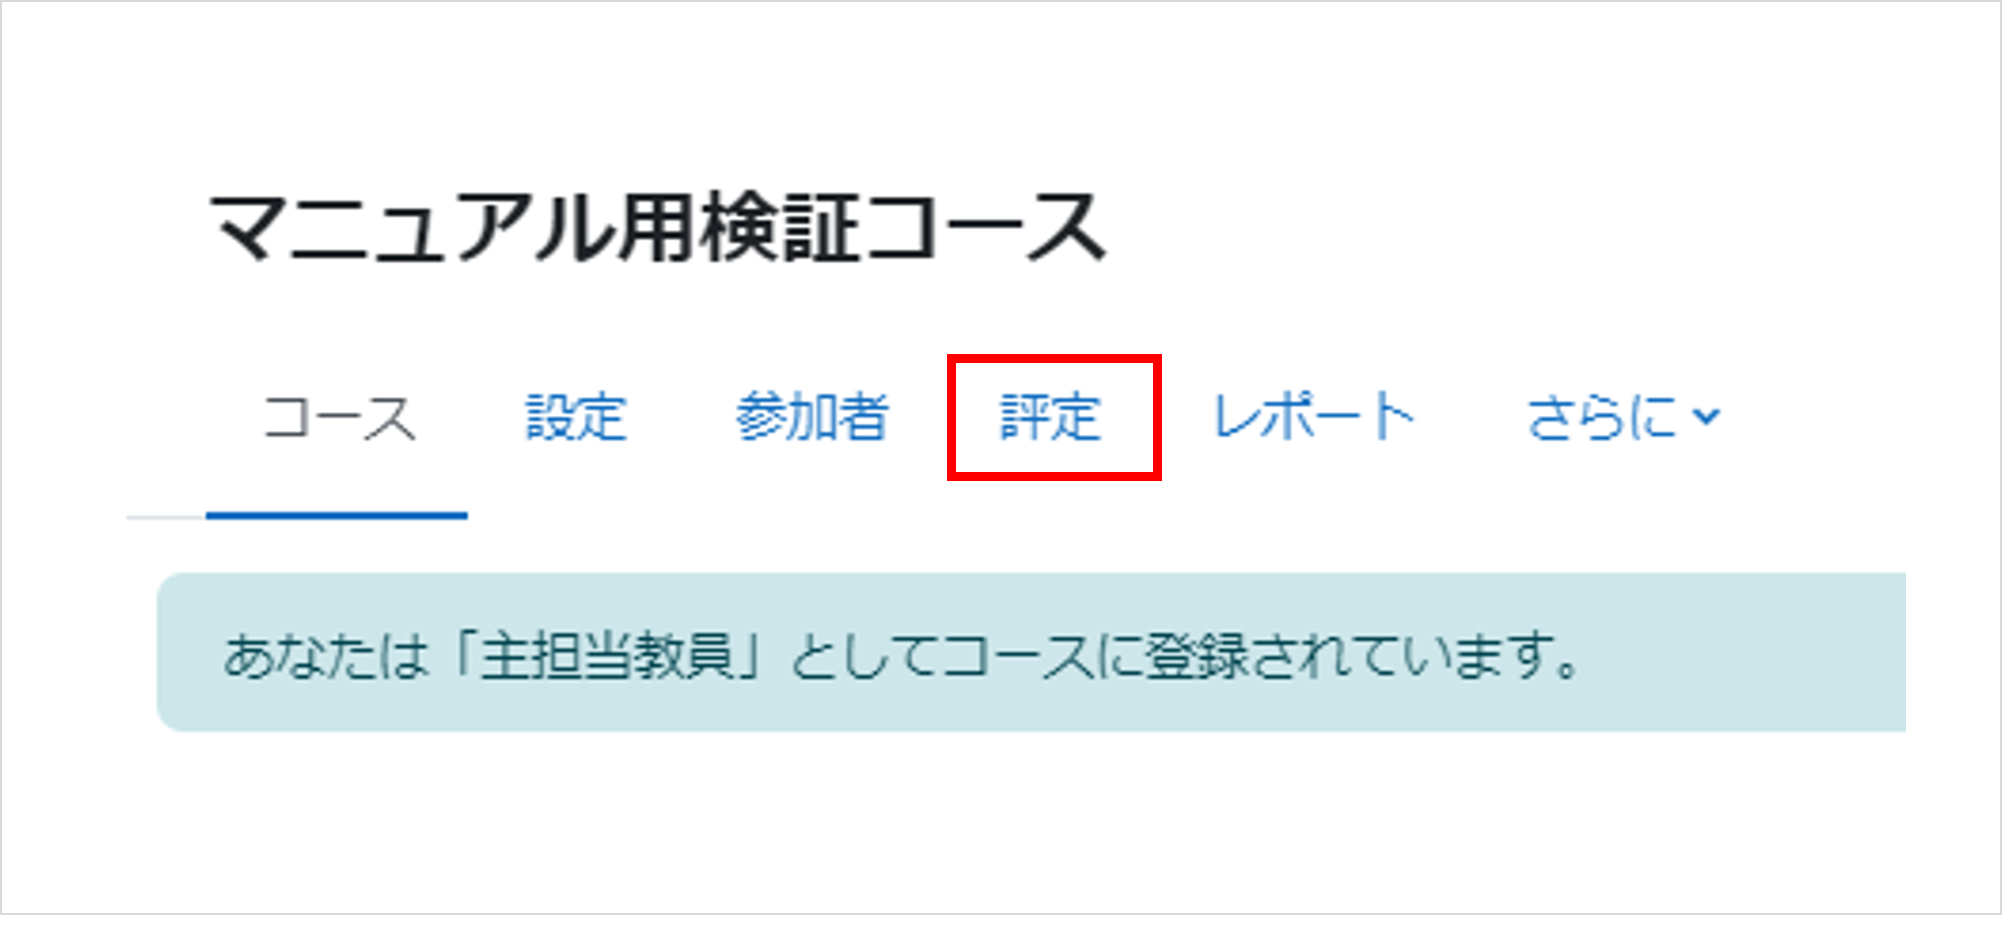 マニュアル用検証コース
コース 設定 参加者 評定 レポート さらに
あなたは「主担当教員」としてコースに登録されています。